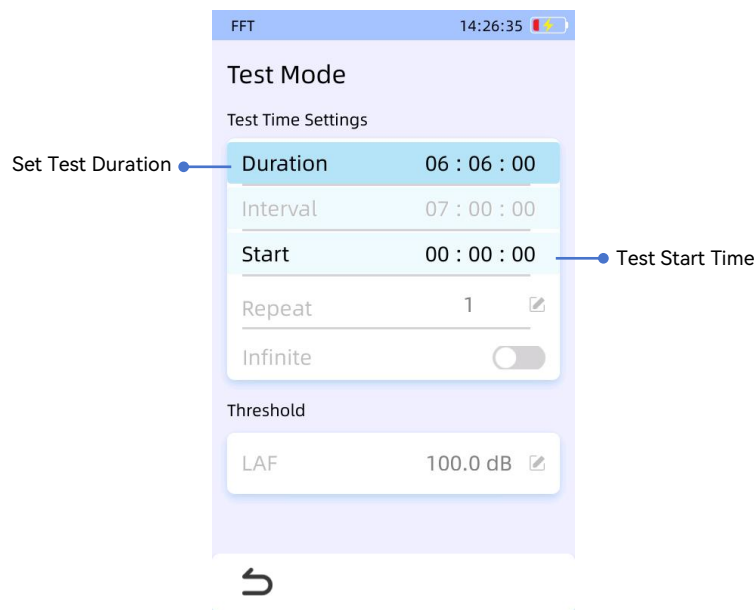 FFT 14:26:35
Test Mode
Test Time Settings
Set Test Duration
Duration 06 : 06 : 00
Interval 07 : 00 : 00
Start 00 : 00 : 00
Test Start Time
Repeat 1
Infinite
Threshold
LAF 100.0 dB